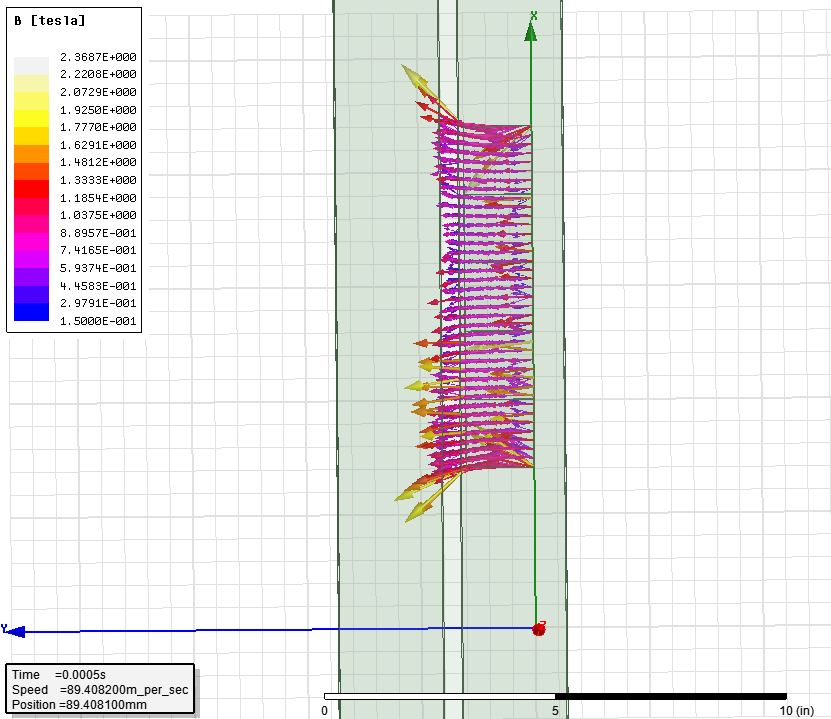 B [tesla]
2.3687E+000
2.2208E+000
2.0729E+000
1.9250E+000
1.7770E+000
1.6291E+000
1.4812E+000
1.3333E+000
1.1854E+000
1.0375E+000
8.8957E-001
7.4165E-001
5.9374E-001
4.4583E-001
2.9791E-001
1.5000E-001
X
Y
Z
Time =0.0005s
Speed =89.408200m_per_sec
Position =89.408100mm
0 5 10 (in)